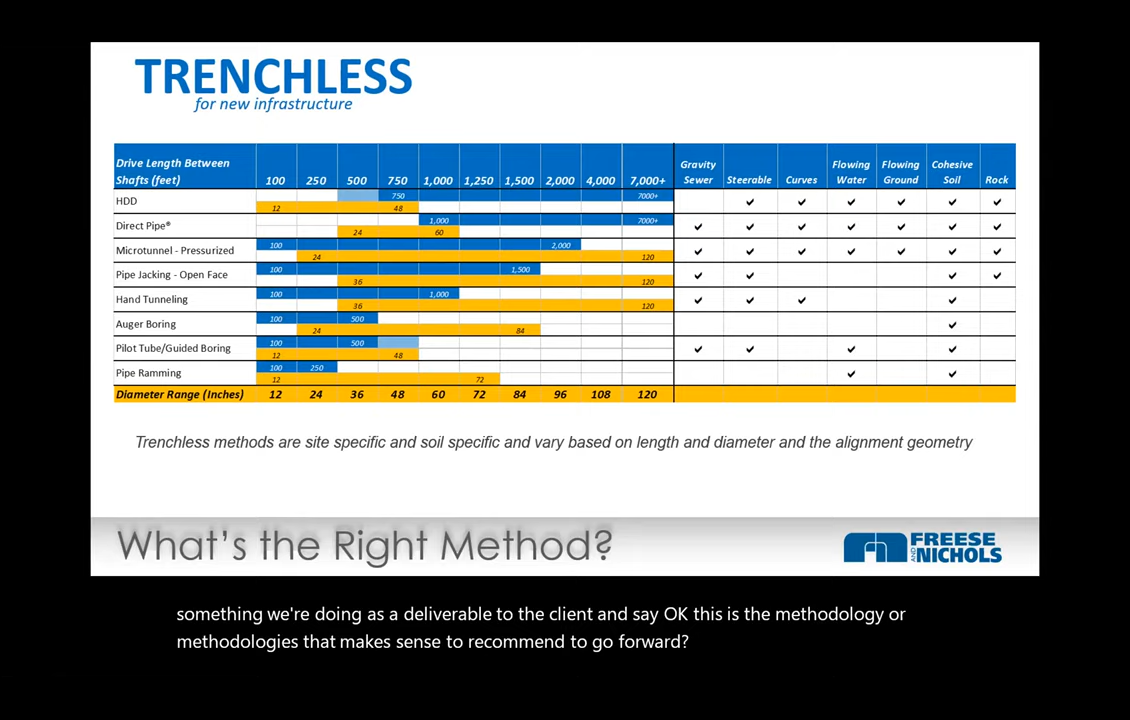 TRENCHLESS
for new infrastructure
Drive Length Between Shafts (feet) 100 250 500 750 1,000 1,250 1,500 2,000 4,000 7,000+ Gravity Sewer Steerable Curves Flowing Water Flowing Ground Cohesive Soil Rock
HDD 750 7000+ ✔ ✔ ✔ ✔ ✔ ✔
12 48
Direct Pipe® 1,000 7000+ ✔ ✔ ✔ ✔ ✔ ✔ ✔
24 60
Microtunnel - Pressurized 100 2,000 ✔ ✔ ✔ ✔ ✔ ✔ ✔
24 120
Pipe Jacking - Open Face 100 1,500 ✔ ✔ ✔ ✔
36 120
Hand Tunneling 100 1,000 ✔ ✔ ✔ ✔
36 120
Auger Boring 100 500 ✔
24 84
Pilot Tube/Guided Boring 100 500 ✔ ✔ ✔ ✔
12 48
Pipe Ramming 100 250 ✔ ✔
12 72
Diameter Range (Inches) 12 24 36 48 60 72 84 96 108 120
Trenchless methods are site specific and soil specific and vary based on length and diameter and the alignment geometry
What's the Right Method?
FREESE
AND NICHOLS
something we're doing as a deliverable to the client and say OK this is the methodology or
methodologies that makes sense to recommend to go forward?